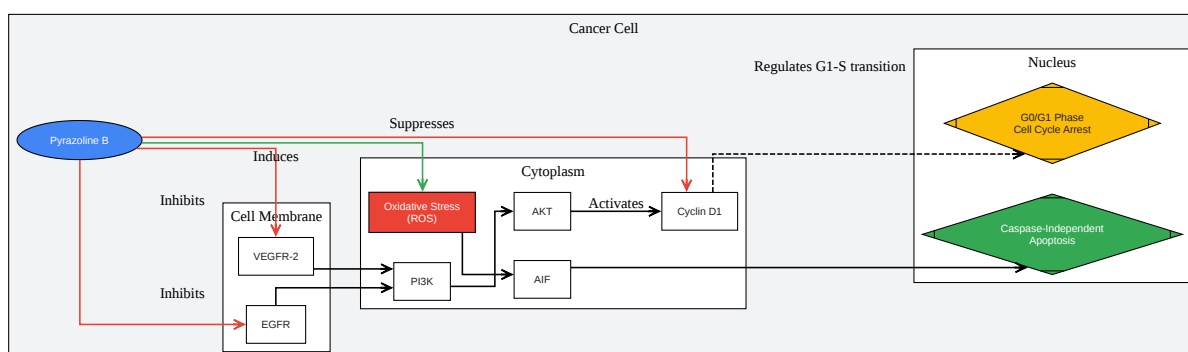 Cancer Cell
Regulates G1-S transition
Nucleus
G0/G1 Phase
Cell Cycle Arrest
Suppresses
Pyrazoline B
Induces
Cytoplasm
Inhibits
Cell Membrane
Oxidative Stress
(ROS)
AKT
Activates
Cyclin D1
Caspase-Independent
Apoptosis
VEGFR-2
PI3K
AIF
Inhibits
EGFR